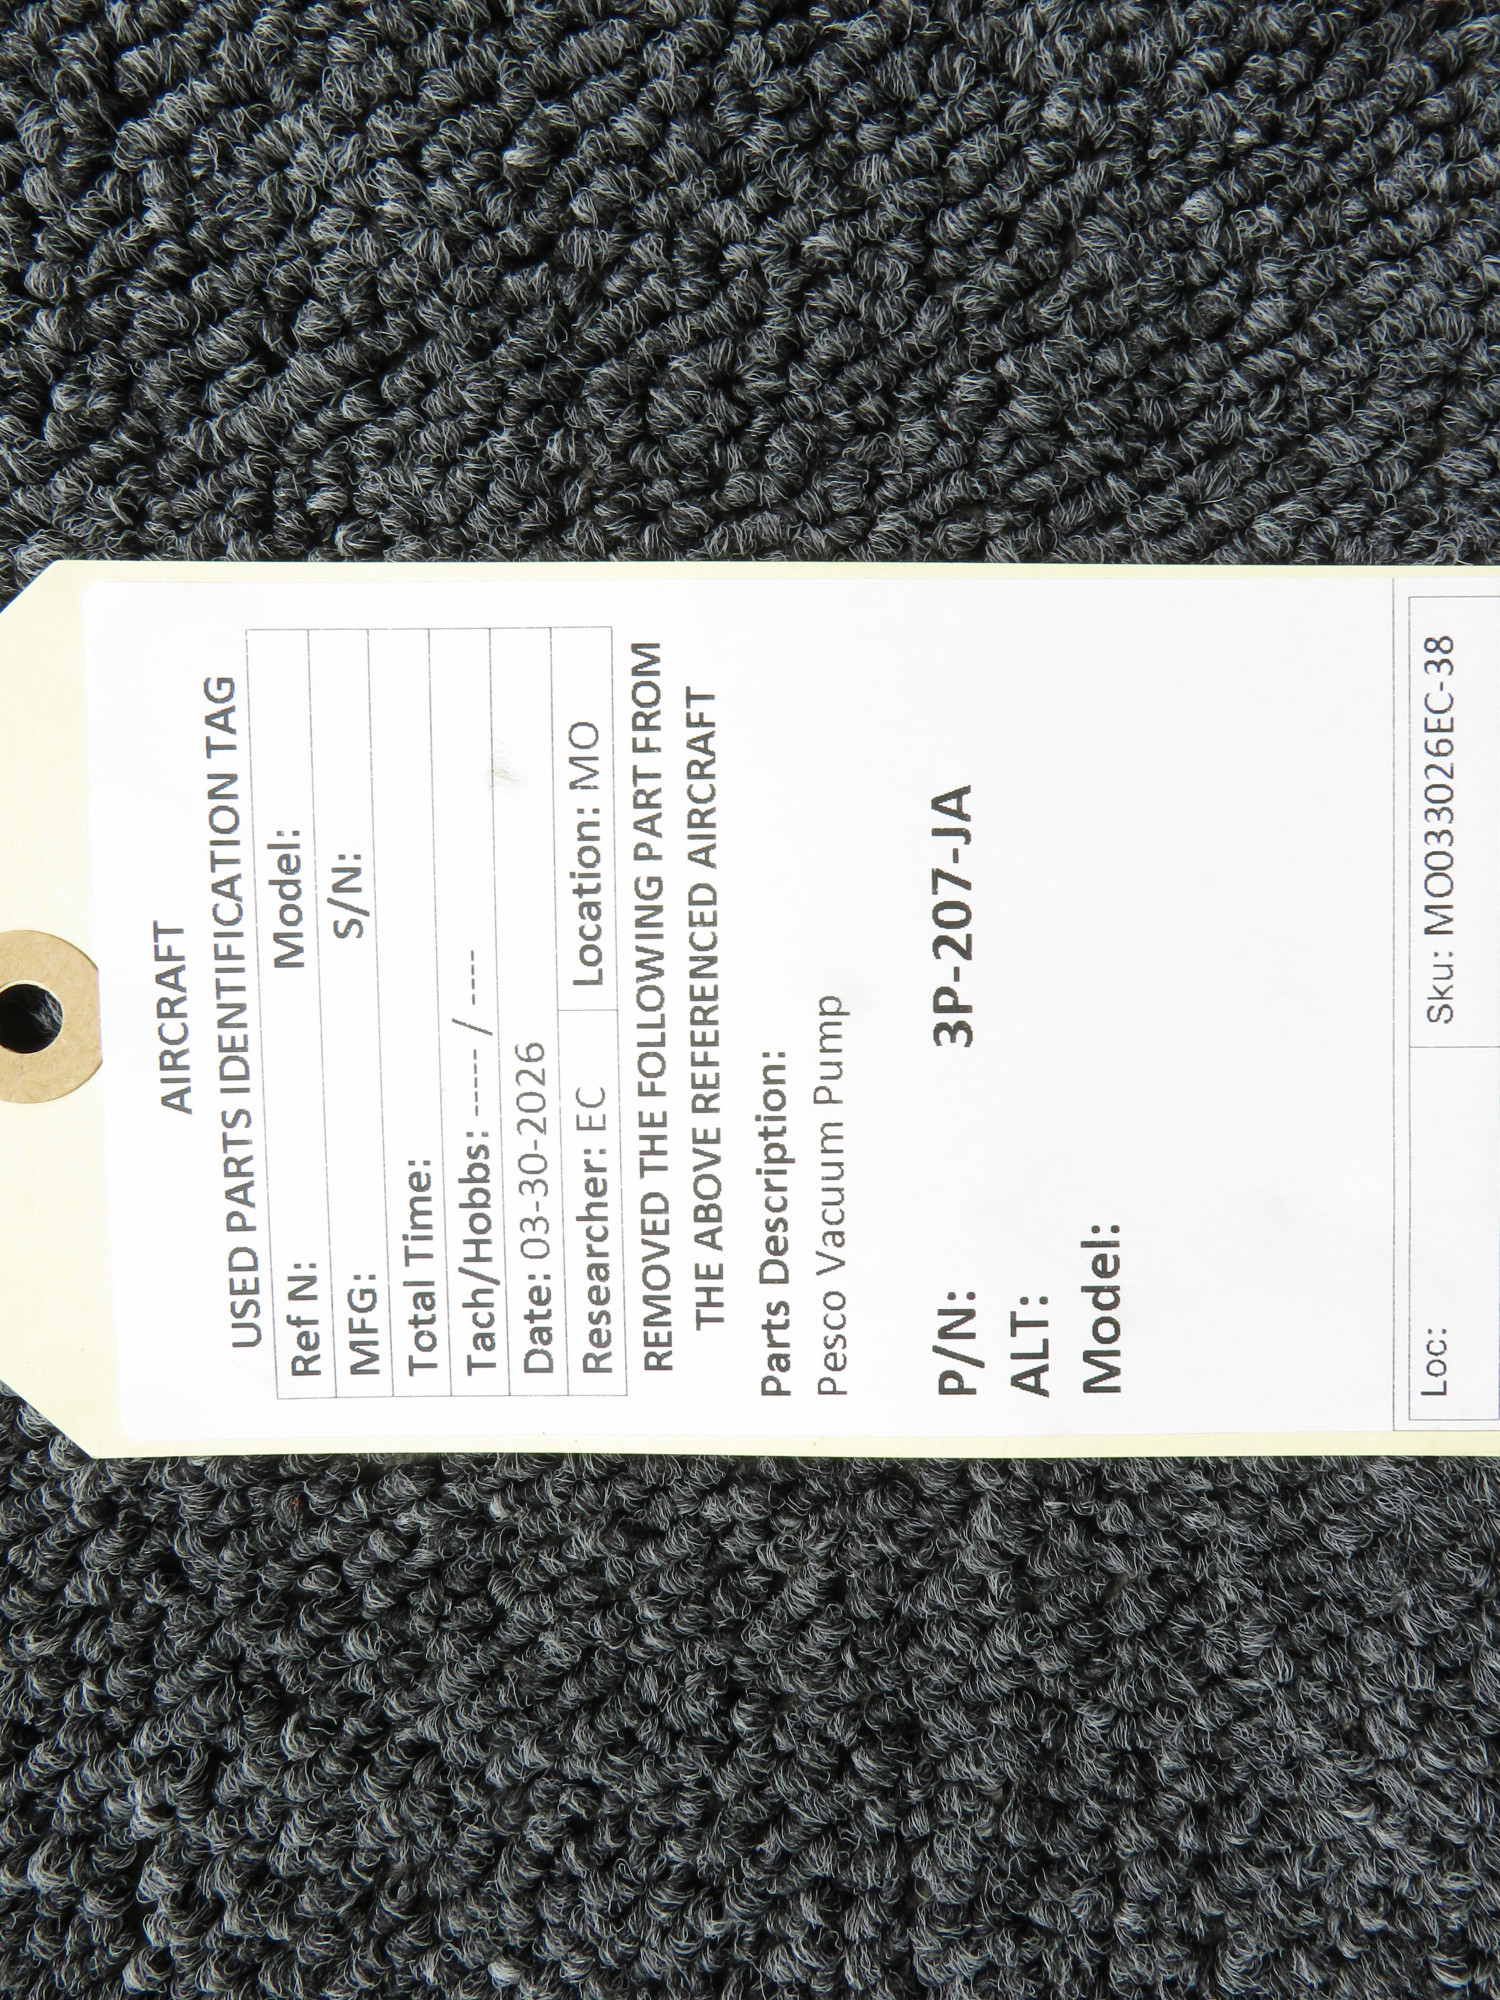 AIRCRAFT
USED PARTS IDENTIFICATION TAG
Ref N: Model:
MFG: S/N:
Total Time:
Tach/Hobbs: ----- / ----
Date: 03-30-2026
Researcher: EC Location: MO
REMOVED THE FOLLOWING PART FROM
THE ABOVE REFERENCED AIRCRAFT
Parts Description:
Pesco Vacuum Pump
P/N: 3P-207-JA
ALT:
Model:
Loc: Sku: MO033026EC-38